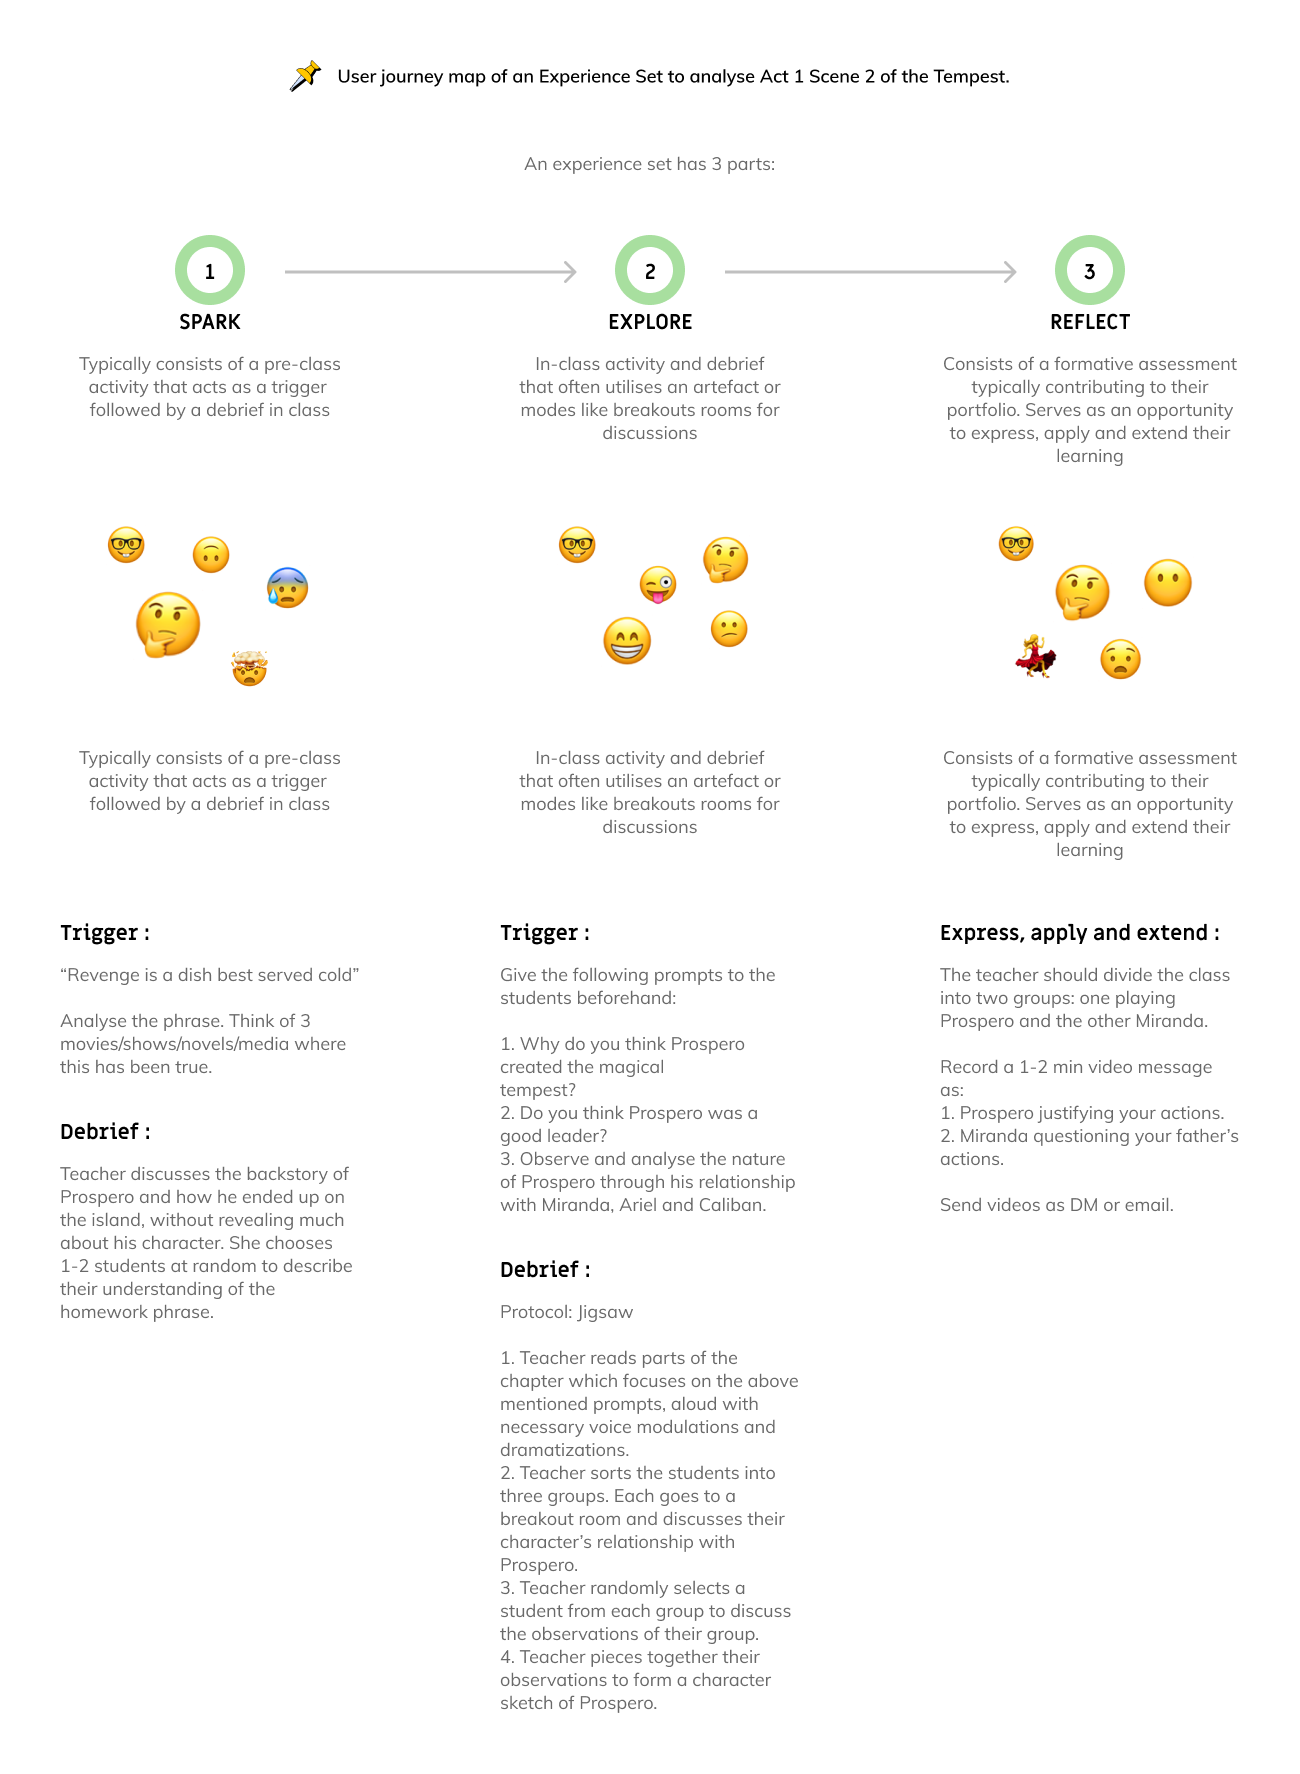 User journey map of an Experience Set to analyse Act 1 Scene 2 of the Tempest.
An experience set has 3 parts:
1
SPARK
Typically consists of a pre-class
activity that acts as a trigger
followed by a debrief in class
2
EXPLORE
In-class activity and debrief
that often utilises an artefact or
modes like breakouts rooms for
discussions
3
REFLECT
Consists of a formative assessment
typically contributing to their
portfolio. Serves as an opportunity
to express, apply and extend their
learning
Typically consists of a pre-class
activity that acts as a trigger
followed by a debrief in class
In-class activity and debrief
that often utilises an artefact or
modes like breakouts rooms for
discussions
Consists of a formative assessment
typically contributing to their
portfolio. Serves as an opportunity
to express, apply and extend their
learning
Trigger :
“Revenge is a dish best served cold”
Analyse the phrase. Think of 3
movies/shows/novels/media where
this has been true.
Debrief :
Teacher discusses the backstory of
Prospero and how he ended up on
the island, without revealing much
about his character. She chooses
1-2 students at random to describe
their understanding of the
homework phrase.
Trigger :
Give the following prompts to the
students beforehand:
1. Why do you think Prospero
created the magical
tempest?
2. Do you think Prospero was a
good leader?
3. Observe and analyse the nature
of Prospero through his relationship
with Miranda, Ariel and Caliban.
Debrief :
Protocol: Jigsaw
1. Teacher reads parts of the
chapter which focuses on the above
mentioned prompts, aloud with
necessary voice modulations and
dramatizations.
2. Teacher sorts the students into
three groups. Each goes to a
breakout room and discusses their
character’s relationship with
Prospero.
3. Teacher randomly selects a
student from each group to discuss
the observations of their group.
4. Teacher pieces together their
observations to form a character
sketch of Prospero.
Express, apply and extend :
The teacher should divide the class
into two groups: one playing
Prospero and the other Miranda.
Record a 1-2 min video message
as:
1. Prospero justifying your actions.
2. Miranda questioning your father’s
actions.
Send videos as DM or email.